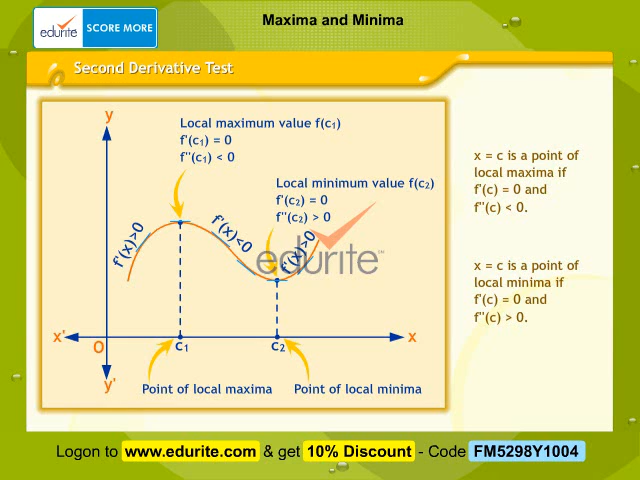 Maxima and Minima
edurite SCORE MORE
Second Derivative Test
y
Local maximum value f(c₁)
f'(c₁) = 0
f"(c₁) < 0
Local minimum value f(c₂)
f'(c₂) = 0
f"(c₂) > 0
f'(x)>0
f'(x)<0
f'(x)>0
edurite™
x'
O
c₁
c₂
x
y'
Point of local maxima
Point of local minima
x = c is a point of
local maxima if
f'(c) = 0 and
f"(c) < 0.
x = c is a point of
local minima if
f'(c) = 0 and
f"(c) > 0.
Logon to www.edurite.com & get 10% Discount - Code FM5298Y1004